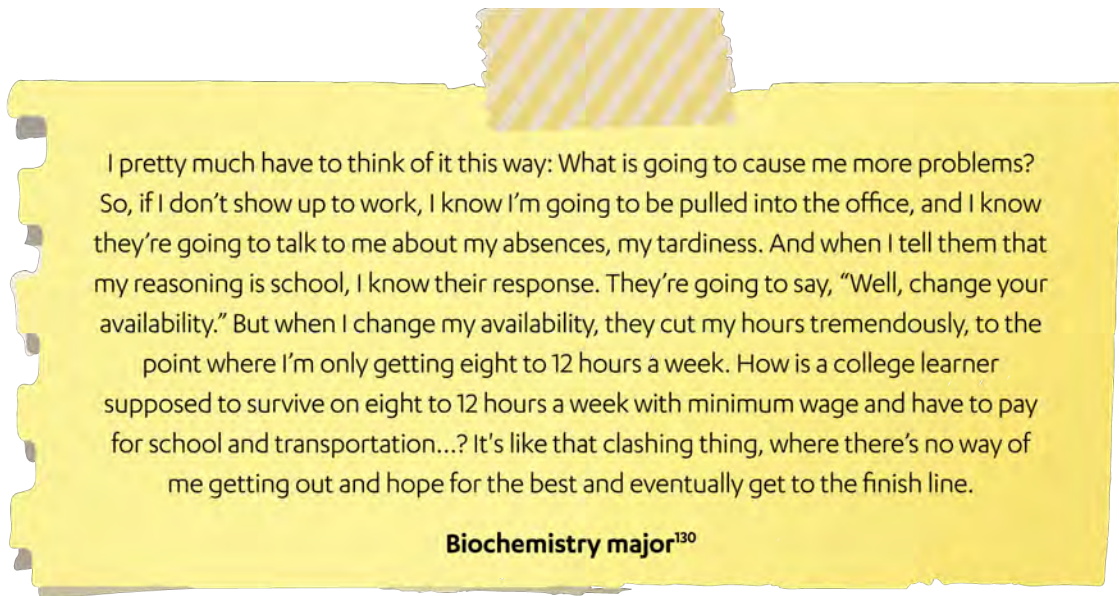 I pretty much have to think of it this way: What is going to cause me more problems?
So, if I don’t show up to work, I know I’m going to be pulled into the office, and I know
they’re going to talk to me about my absences, my tardiness. And when I tell them that
my reasoning is school, I know their response. They’re going to say, “Well, change your
availability.” But when I change my availability, they cut my hours tremendously, to the
point where I’m only getting eight to 12 hours a week. How is a college learner
supposed to survive on eight to 12 hours a week with minimum wage and have to pay
for school and transportation...? It's like that clashing thing, where there’s no way of
me getting out and hope for the best and eventually get to the finish line.
Biochemistry major¹³⁰